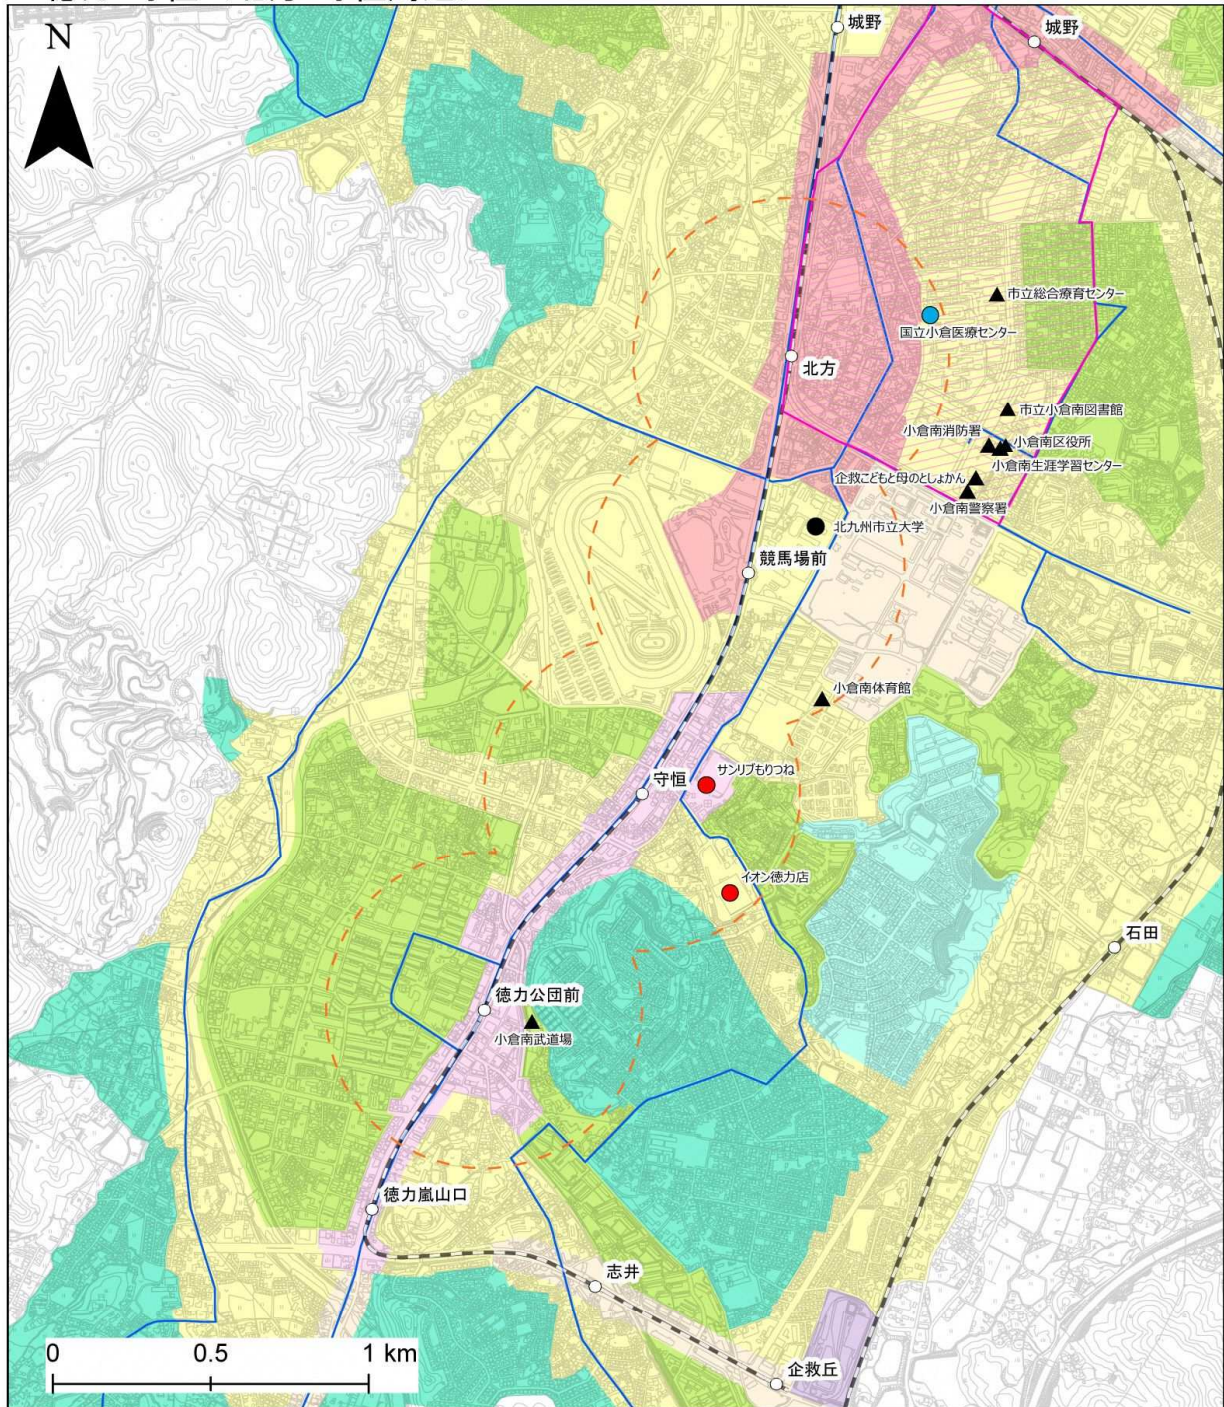 N
城野
城野
市立総合療育センター
国立小倉医療センター
北方
市立小倉南図書館
小倉南消防署
小倉南区役所
小倉南生涯学習センター
企救こどもと母のとしょかん
小倉南警察署
北九州市立大学
競馬場前
小倉南体育館
サンリブもりつね
守恒
イオン徳力店
石田
徳力公団前
小倉南武道場
徳力嵐山口
志井
0 0.5 1 km
企救丘